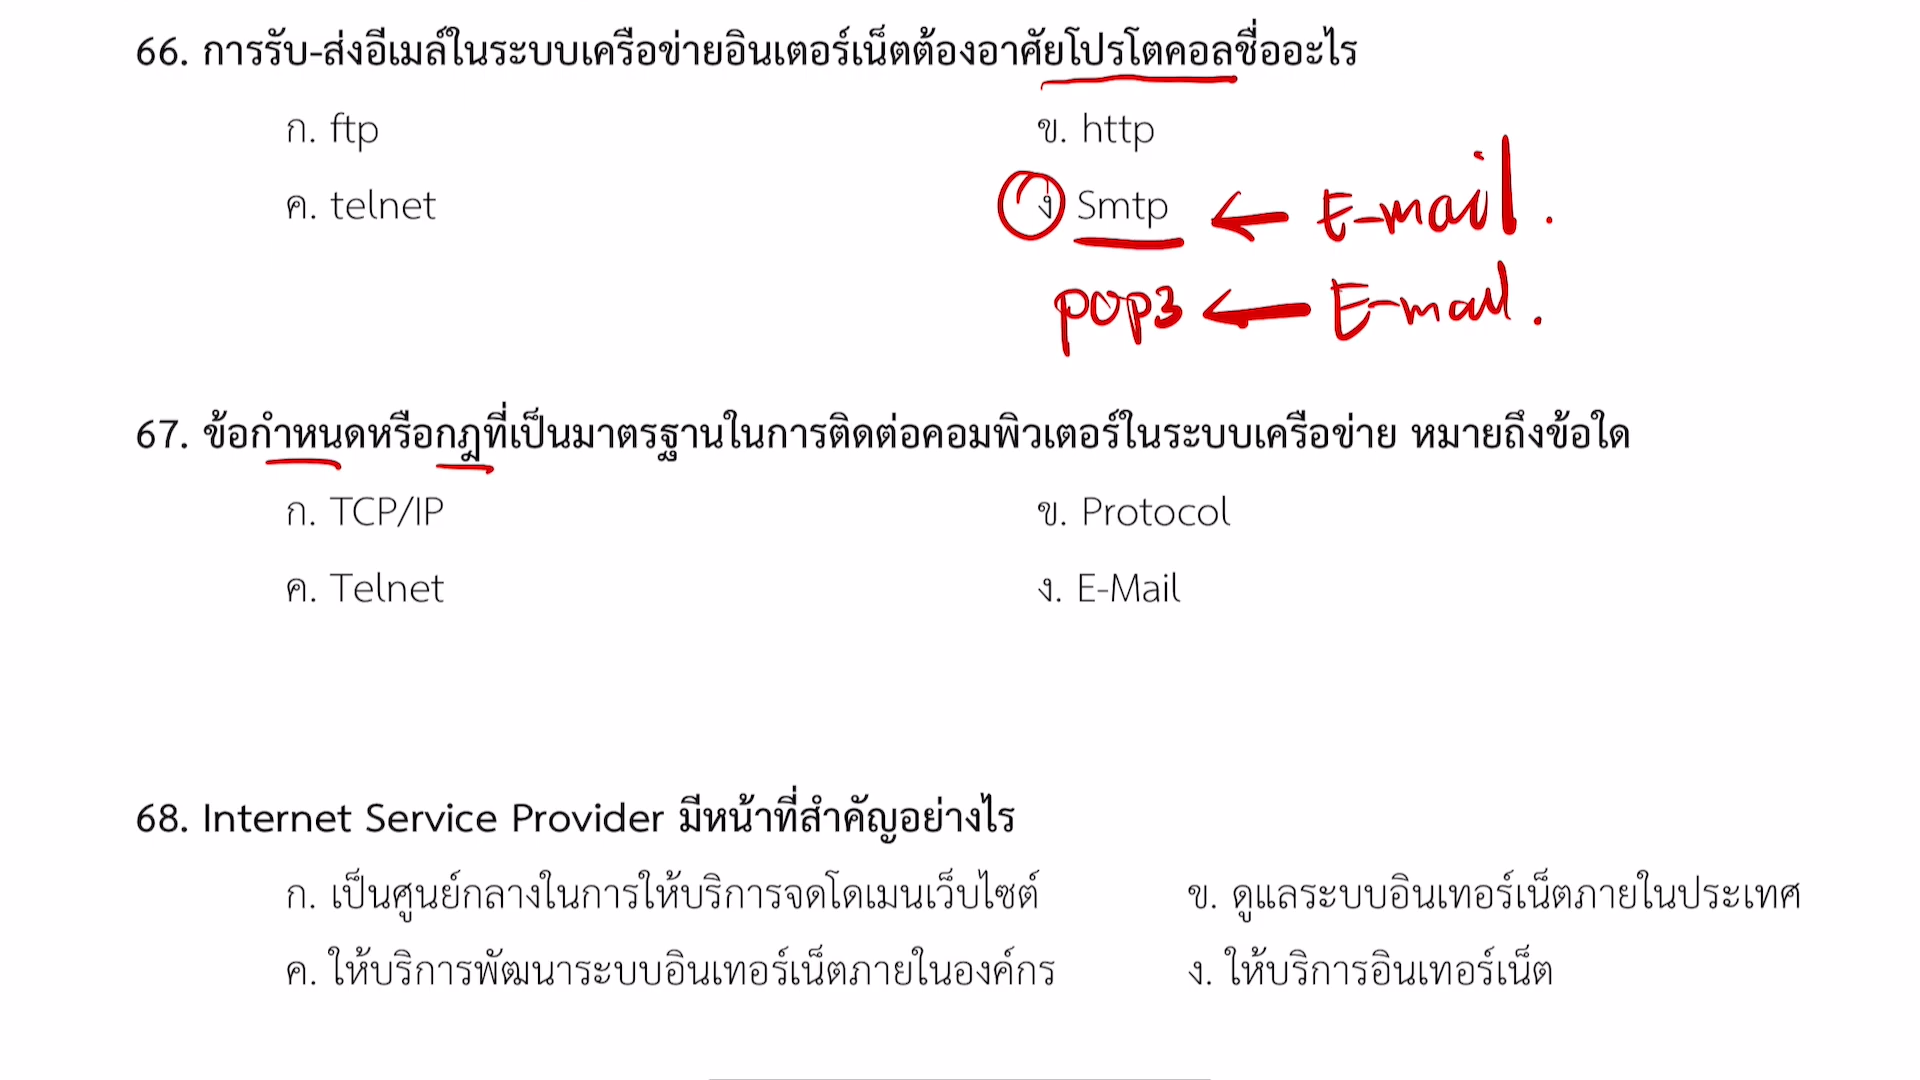 66. การรับ-ส่งอีเมล์ในระบบเครือข่ายอินเตอร์เน็ตต้องอาศัยโปรโตคอลชื่ออะไร
ก. ftp ข. http
ค. telnet ง Smtp ← E-mail.
pop3 ← E-mail.
67. ข้อกำหนดหรือกฎที่เป็นมาตรฐานในการติดต่อคอมพิวเตอร์ในระบบเครือข่าย หมายถึงข้อใด
ก. TCP/IP ข. Protocol
ค. Telnet ง. E-Mail
68. Internet Service Provider มีหน้าที่สำคัญอย่างไร
ก. เป็นศูนย์กลางในการให้บริการจดโดเมนเว็บไซต์ ข. ดูแลระบบอินเทอร์เน็ตภายในประเทศ
ค. ให้บริการพัฒนาระบบอินเทอร์เน็ตภายในองค์กร ง. ให้บริการอินเทอร์เน็ต